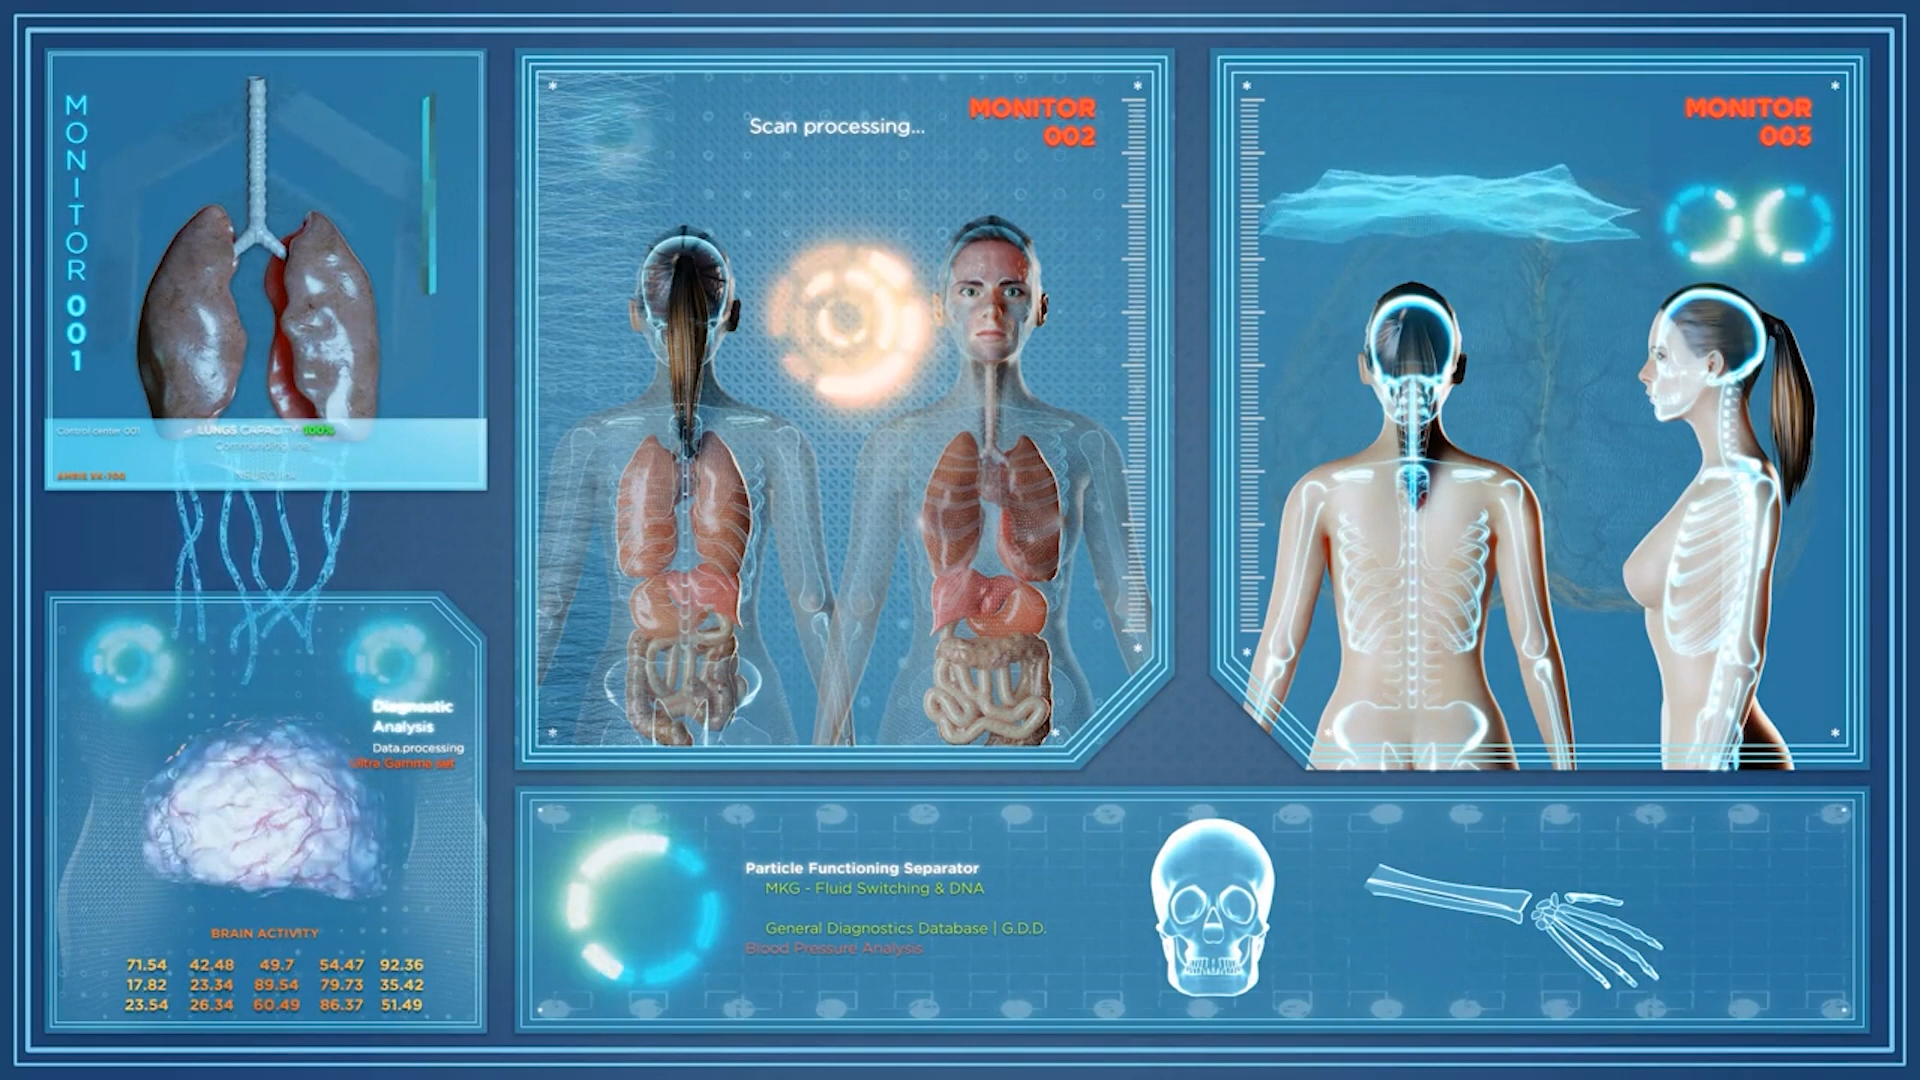 MONITOR 001
Control center 001
LUNGS CAPACITY 100%
Diagnostic
Analysis
Data.processing
Ultra Gamma set
BRAIN ACTIVITY
71.54 42.48 49.7 54.47 92.36
17.82 23.34 89.54 79.73 35.42
23.54 26.34 60.49 86.37 51.49
Scan processing...
MONITOR
002
MONITOR
003
Particle Functioning Separator
MKG - Fluid Switching & DNA
General Diagnostics Database | G.D.D.
Blood Pressure Analysis